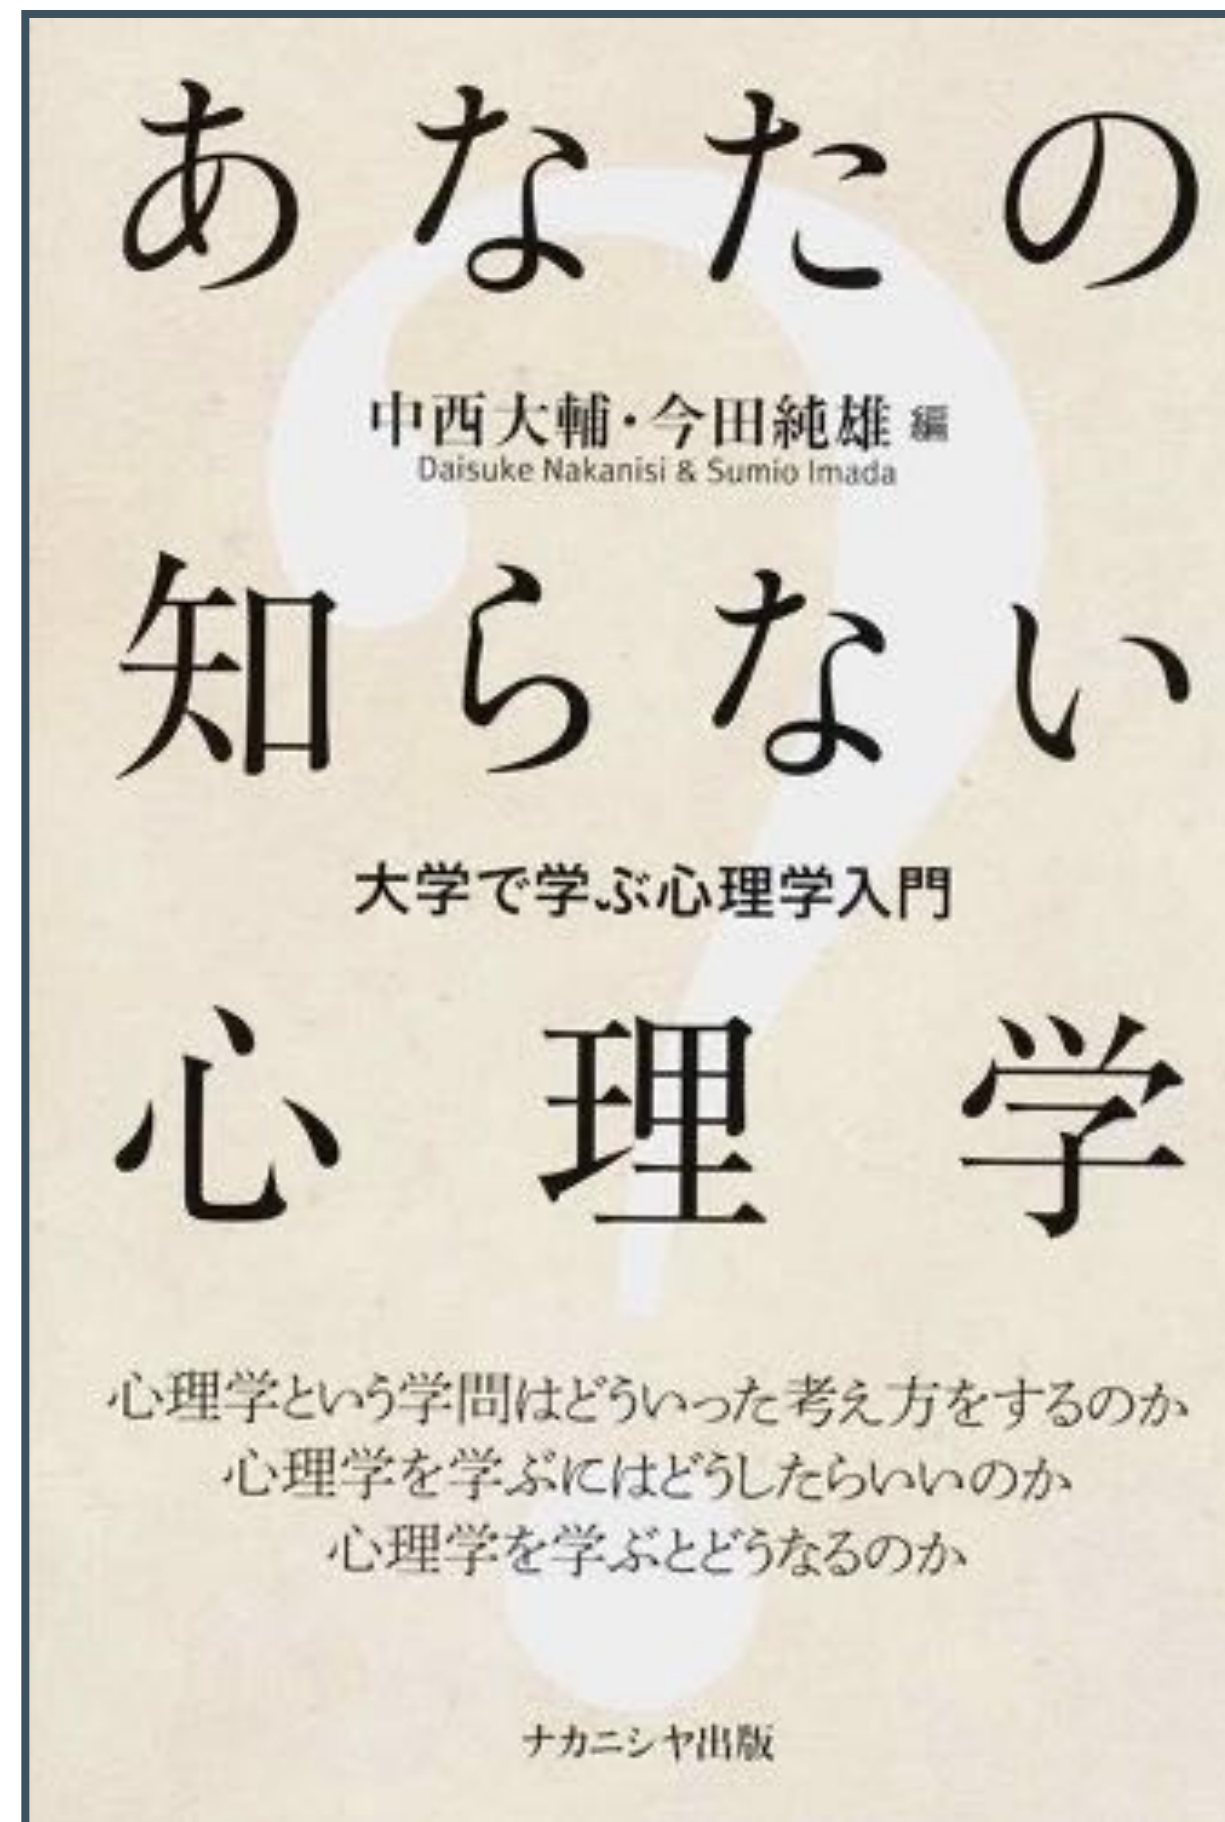 あなたの
中西大輔・今田純雄 編
Daisuke Nakanisi & Sumio Imada
知らない
大学で学ぶ心理学入門
心理学
心理学という学問はどういった考え方をするのか
心理学を学ぶにはどうしたらいいのか
心理学を学ぶとどうなるのか
ナカニシヤ出版